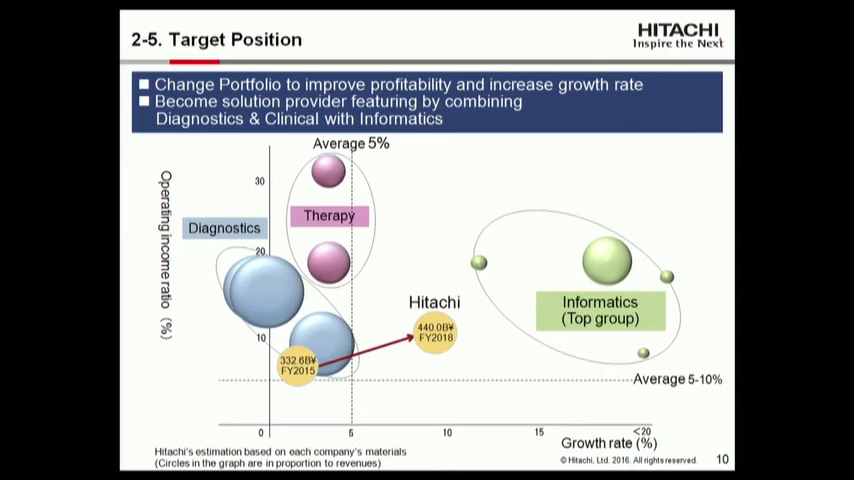 2-5. Target Position
HITACHI
Inspire the Next
Change Portfolio to improve profitability and increase growth rate
Become solution provider featuring by combining
Diagnostics & Clinical with Informatics
Average 5%
Operating income ratio (%)
30
20
10
Diagnostics
Therapy
Hitachi
440.0B¥
FY2018
332.6B¥
FY2015
Informatics
(Top group)
Average 5-10%
0
5
10
15
<20
Growth rate (%)
Hitachi's estimation based on each company's materials
(Circles in the graph are in proportion to revenues)
© Hitachi, Ltd. 2016. All rights reserved.
10